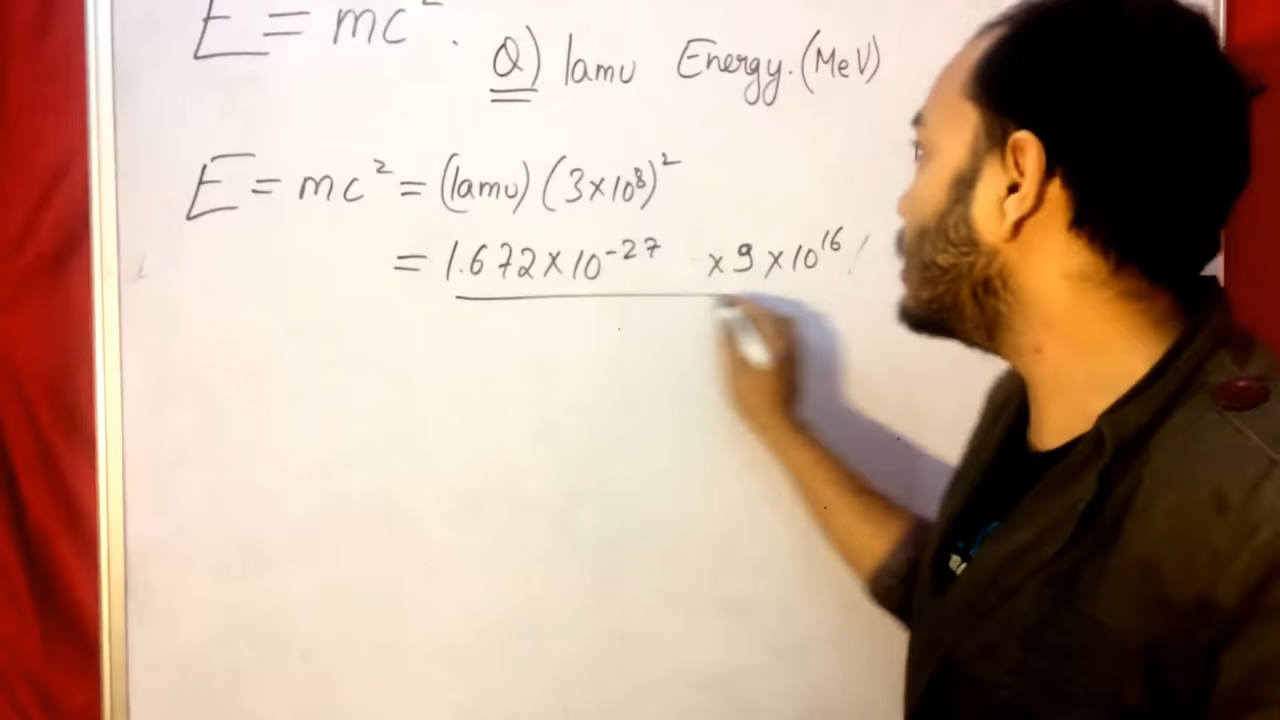 E = mc².
Q) 1amu Energy.(MeV)
E = mc² = (1amu) (3×10⁸)²
= 1.672×10⁻²⁷ ×9×10¹⁶